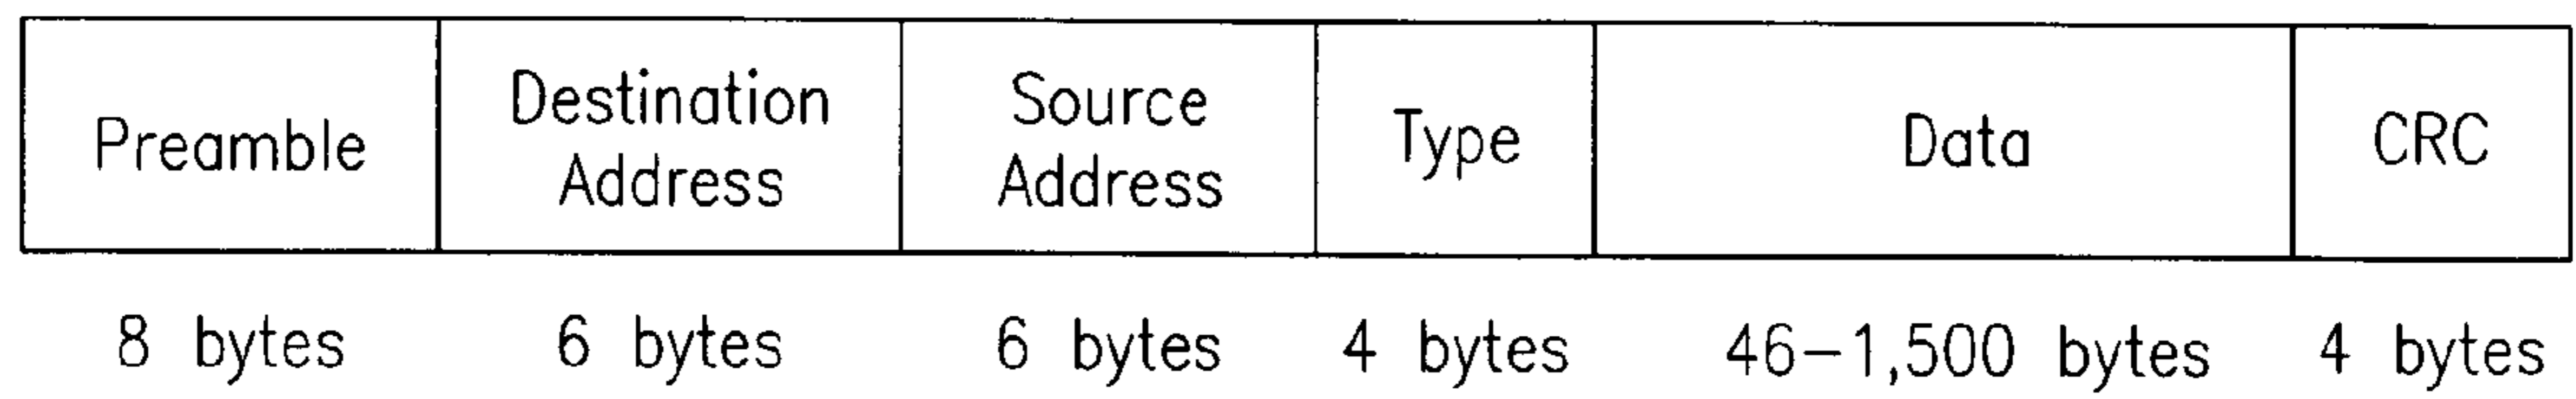 Preamble
Destination
Address
Source
Address
Type
Data
CRC
8 bytes
6 bytes
6 bytes
4 bytes
46–1,500 bytes
4 bytes